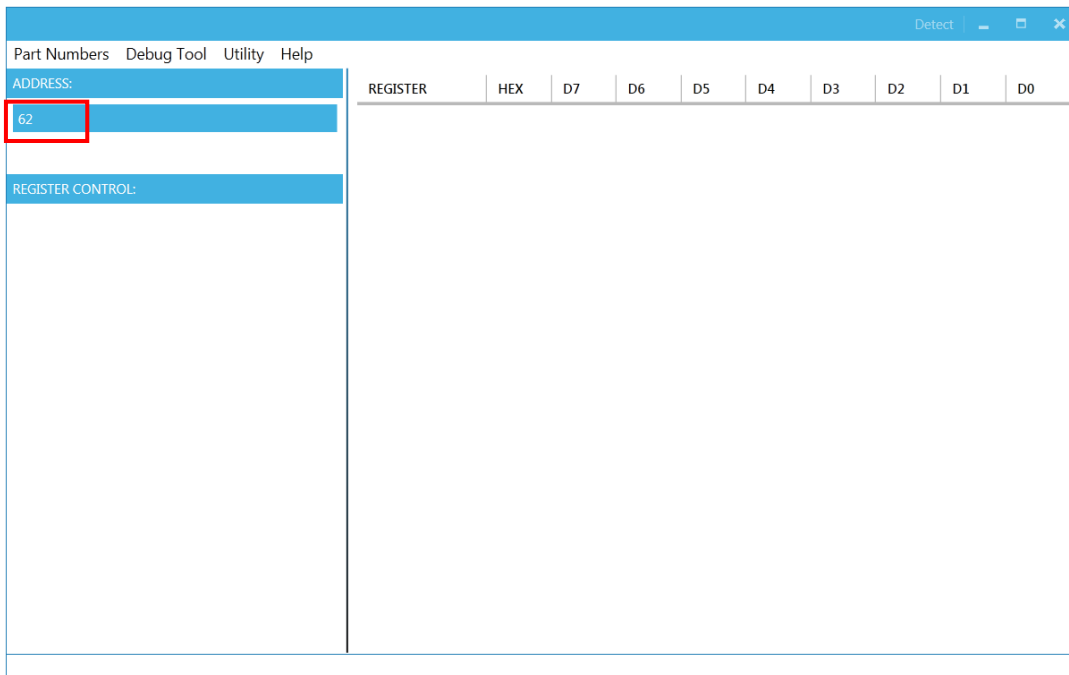 Detect
Part Numbers Debug Tool Utility Help
ADDRESS:
62
REGISTER CONTROL:
REGISTER HEX D7 D6 D5 D4 D3 D2 D1 D0